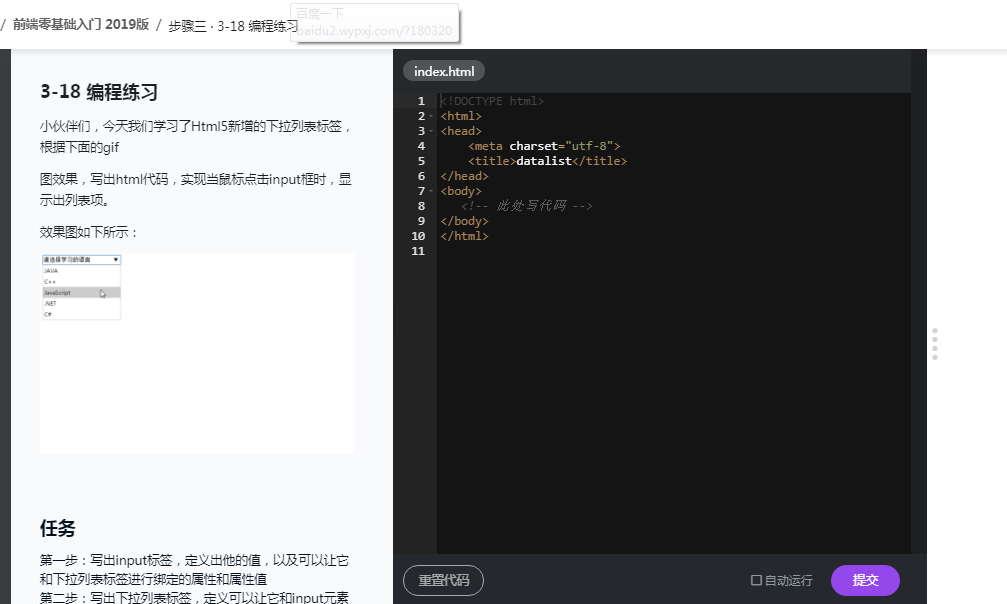 / 前端零基础入门 2019版 / 步骤三 · 3-18 编程练习
百度一下
baidu2.wypxj.com/?180320
3-18 编程练习
小伙伴们，今天我们学习了Html5新增的下拉列表标签，
根据下面的gif
图效果，写出html代码，实现当鼠标点击input框时，显
示出列表项。
效果图如下所示：
请选择学习的语言
JAVA
C++
JavaScript
.NET
C#
任务
第一步：写出input标签，定义出他的值，以及可以让它
和下拉列表标签进行绑定的属性和属性值
第二步：写出下拉列表标签，定义可以让它和input元素
index.html
1 <!DOCTYPE html>
2 <html>
3 <head>
4 <meta charset="utf-8">
5 <title>datalist</title>
6 </head>
7 <body>
8 <!-- 此处写代码 -->
9 </body>
10 </html>
11
重置代码
自动运行
提交